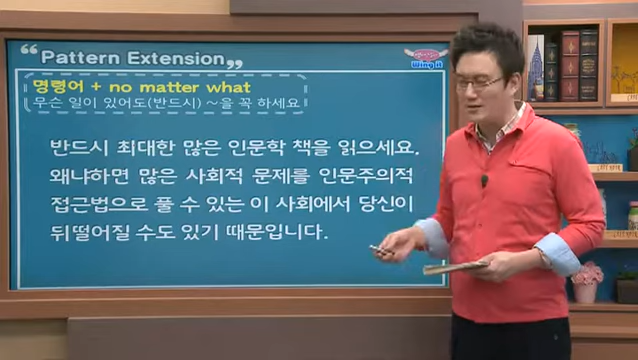 “Pattern Extension„
Wing it
명령어 + no matter what
무슨 일이 있어도(반드시) ~을 꼭 하세요
반드시 최대한 많은 인문학 책을 읽으세요.
왜냐하면 많은 사회적 문제를 인문주의적
접근법으로 풀 수 있는 이 사회에서 당신이
뒤떨어질 수도 있기 때문입니다.